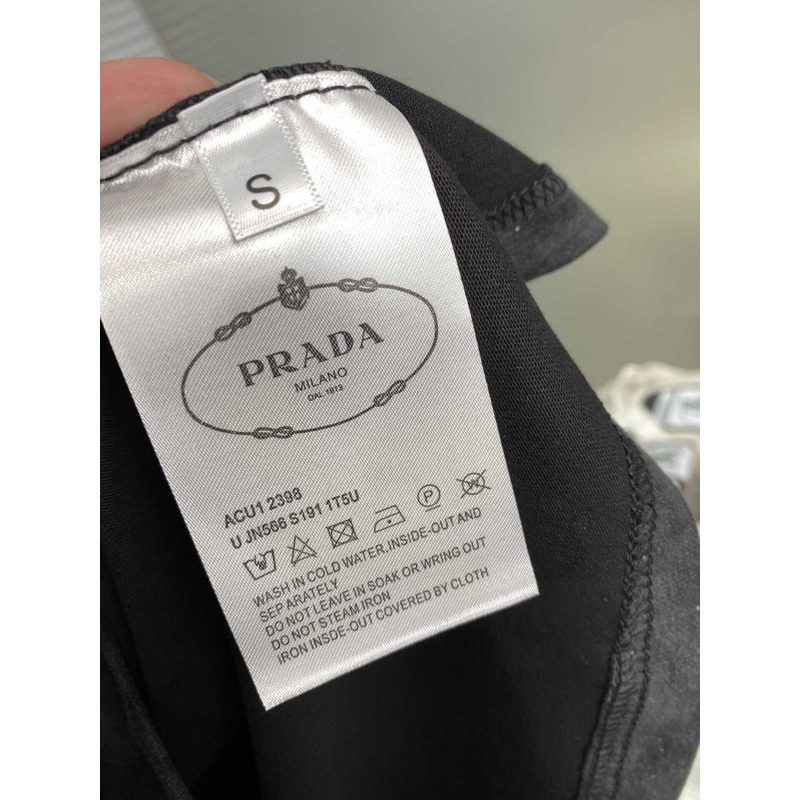 S
PRADA
MILANO
DAL 1913
ACU1 2398
U JN566 S191 1T5U
WASH IN COLD WATER,INSIDE-OUT AND
SEP ARATELY
DO NOT LEAVE IN SOAK OR WRING OUT
DO NOT STEAM IRON
IRON INSDE-OUT COVERED BY CLOTH